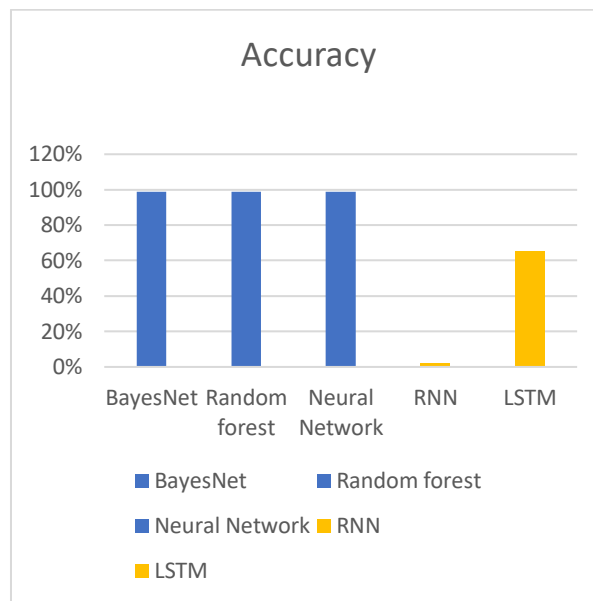 Accuracy
120%
100%
80%
60%
40%
20%
0%
BayesNet Random forest Neural Network RNN LSTM
BayesNet Random forest
Neural Network RNN
LSTM